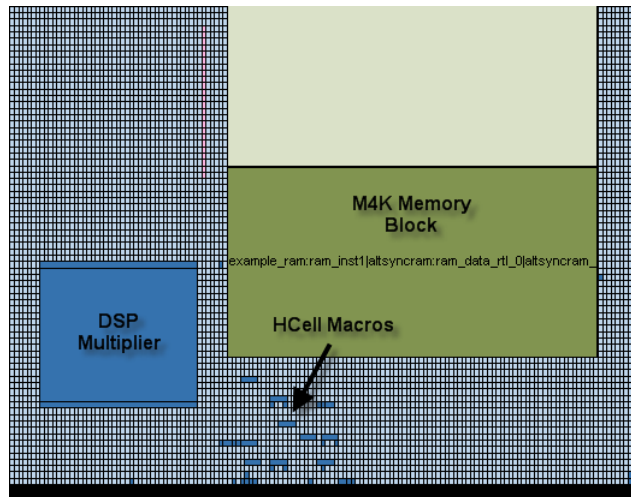 M4K Memory
Block
example_ram:ram_inst1|altsyncram:ram_data_rtl_0|altsyncram_
DSP
Multiplier
HCell Macros